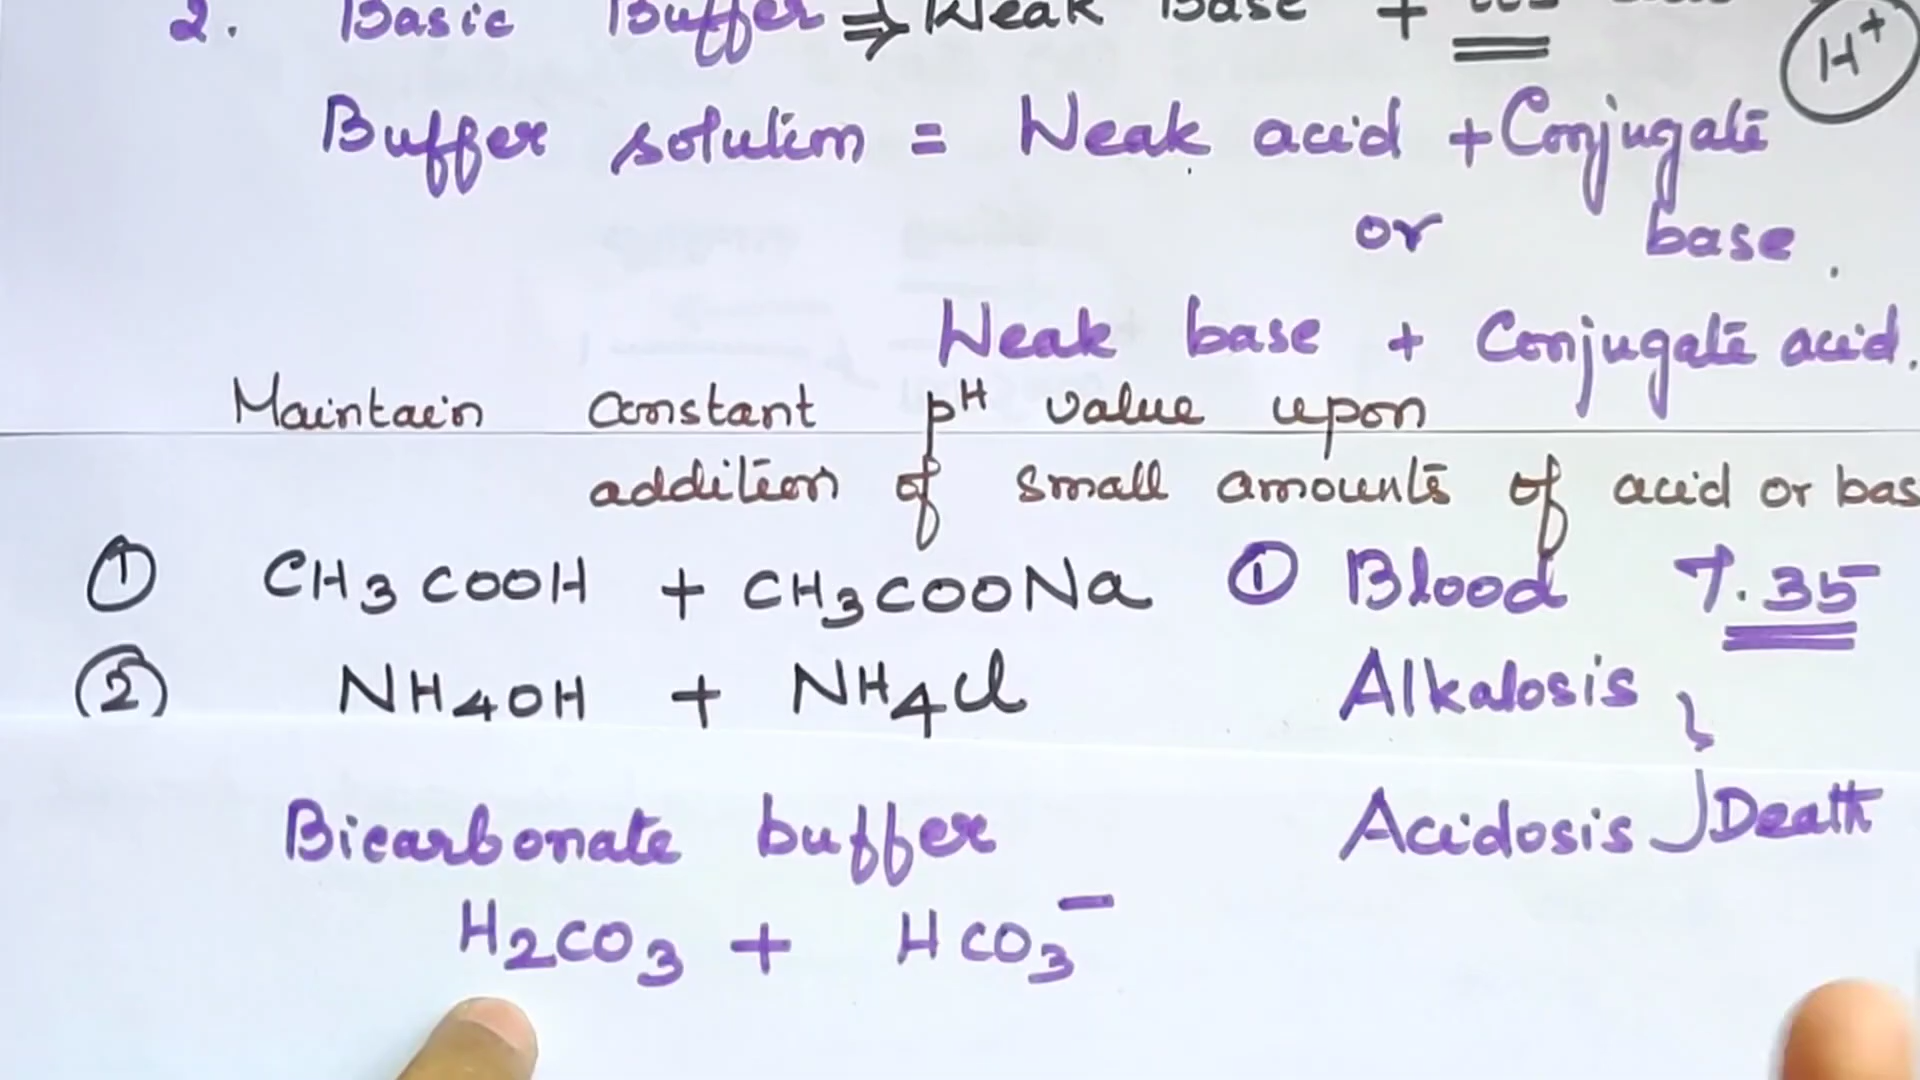 2. Basic Buffer ⇒ Weak Base +
H+
Buffer solution = Weak acid + Conjugate
or base.
Weak base + Conjugate acid.
Maintain constant pH value upon
addition of small amounts of acid or bas
① CH3COOH + CH3COONa ① Blood 7.35
② NH4OH + NH4Cl Alkalosis
Bicarbonate buffer Acidosis Death
H2CO3 + HCO3-